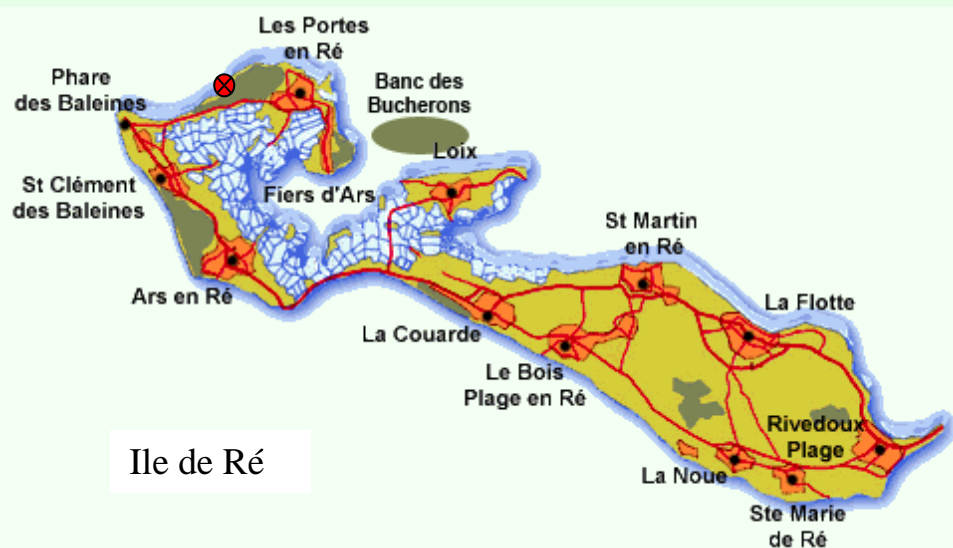 Les Portes
en Ré
Phare
des Baleines
Banc des
Bucherons
Loix
St Clément
des Baleines
Fiers d'Ars
St Martin
en Ré
Ars en Ré
La Flotte
La Couarde
Le Bois
Plage en Ré
Rivedoux
Plage
Ile de Ré
La Noue
Ste Marie
de Ré